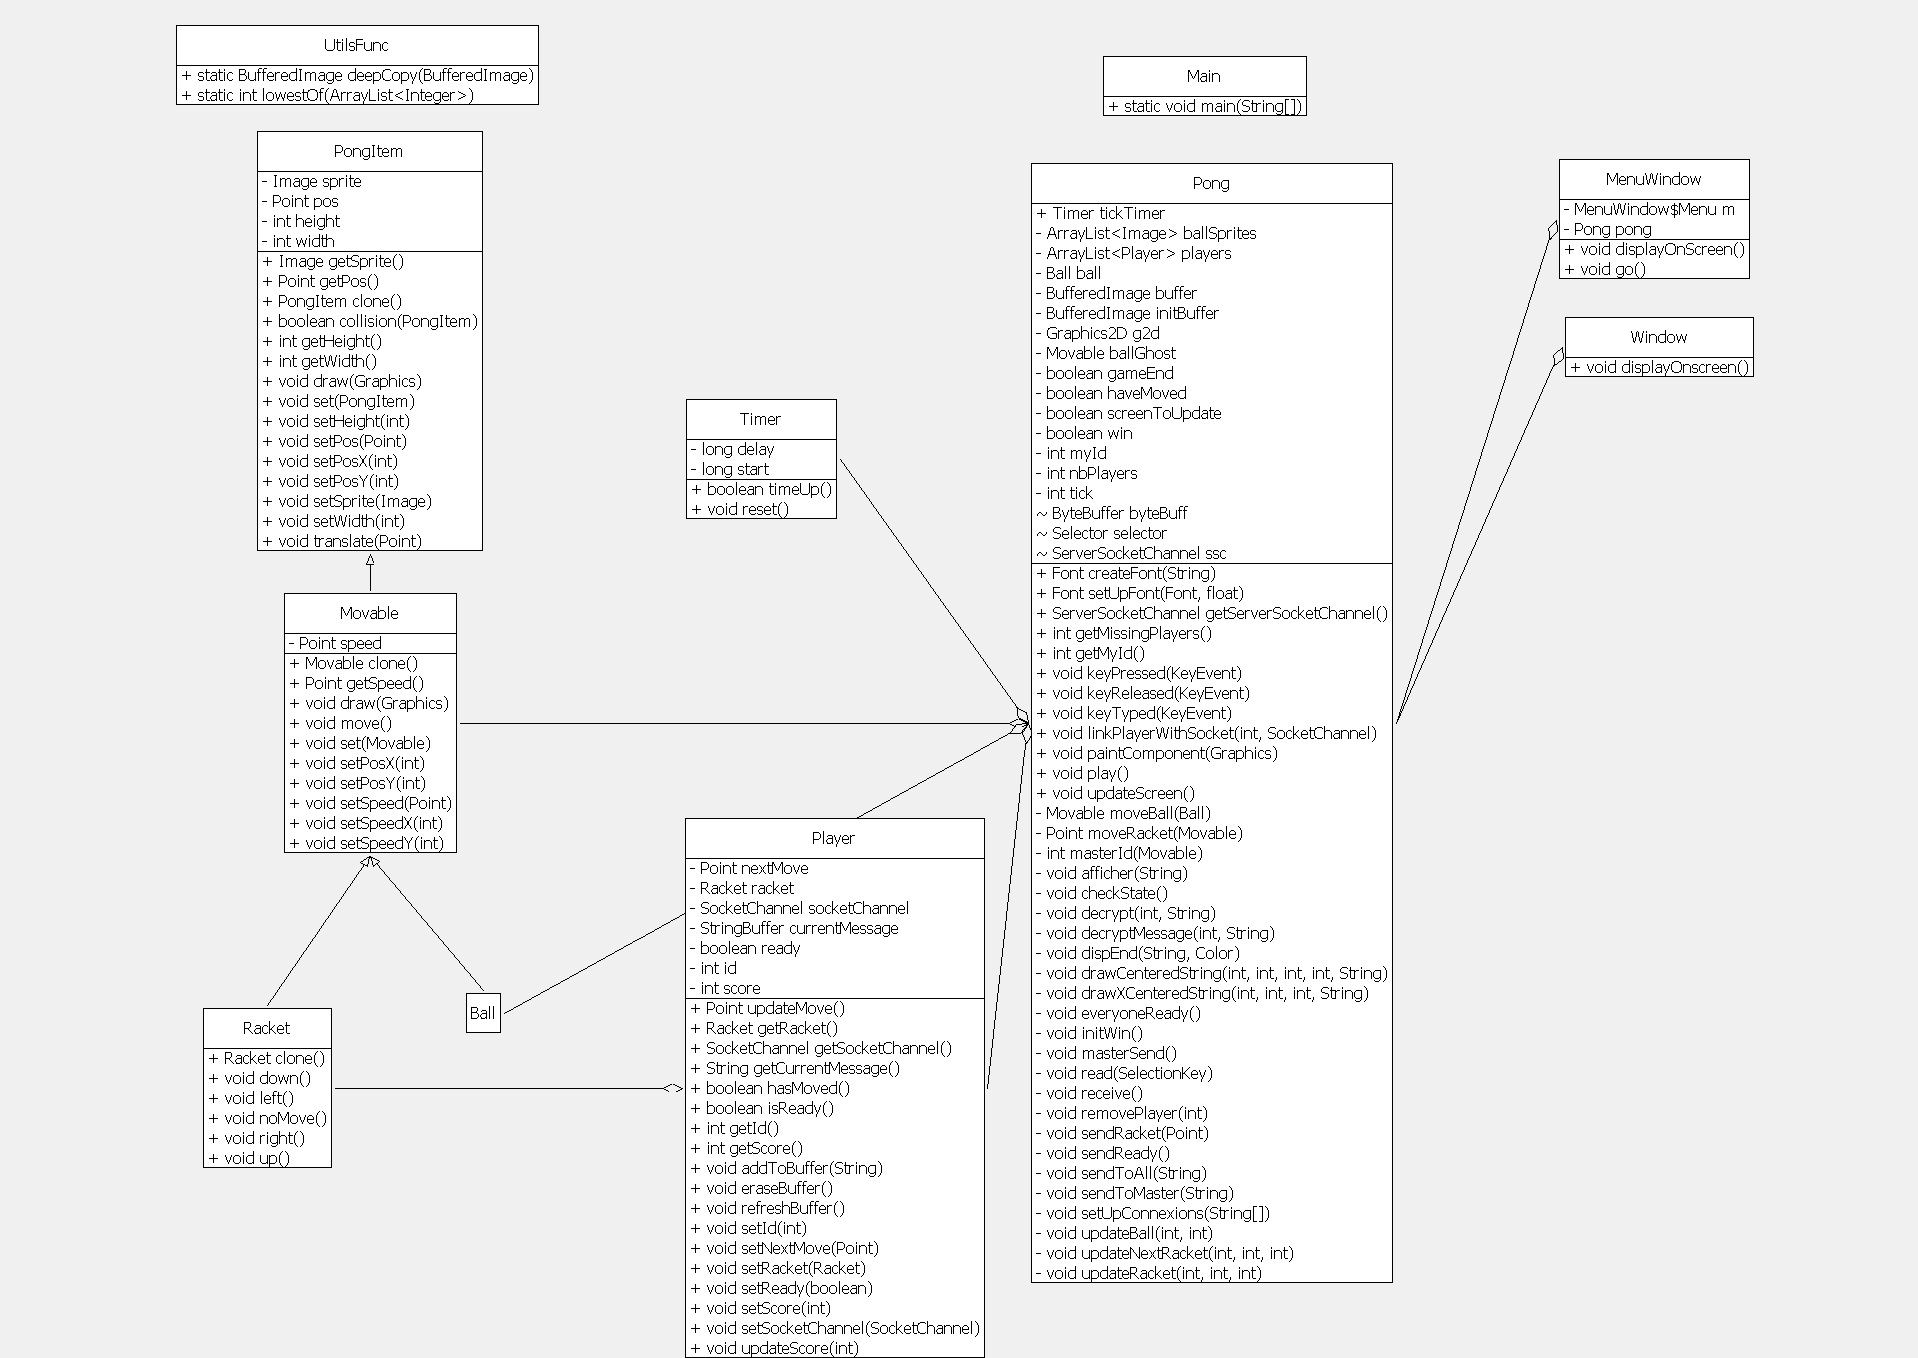 UtilsFunc
+ static BufferedImage deepCopy(BufferedImage)
+ static int lowestOf(ArrayList<Integer>)
PongItem
- Image sprite
- Point pos
- int height
- int width
+ Image getSprite()
+ Point getPos()
+ PongItem clone()
+ boolean collision(PongItem)
+ int getHeight()
+ int getWidth()
+ void draw(Graphics)
+ void set(PongItem)
+ void setHeight(int)
+ void setPos(Point)
+ void setPosX(int)
+ void setPosY(int)
+ void setSprite(Image)
+ void setWidth(int)
+ void translate(Point)
Movable
- Point speed
+ Movable clone()
+ Point getSpeed()
+ void draw(Graphics)
+ void move()
+ void set(Movable)
+ void setPosX(int)
+ void setPosY(int)
+ void setSpeed(Point)
+ void setSpeedX(int)
+ void setSpeedY(int)
Racket
+ Racket clone()
+ void down()
+ void left()
+ void noMove()
+ void right()
+ void up()
Ball
Timer
- long delay
- long start
+ boolean timeUp()
+ void reset()
Player
- Point nextMove
- Racket racket
- SocketChannel socketChannel
- StringBuffer currentMessage
- boolean ready
- int id
- int score
+ Point updateMove()
+ Racket getRacket()
+ SocketChannel getSocketChannel()
+ String getCurrentMessage()
+ boolean hasMoved()
+ boolean isReady()
+ int getId()
+ int getScore()
+ void addToBuffer(String)
+ void eraseBuffer()
+ void refreshBuffer()
+ void setId(int)
+ void setNextMove(Point)
+ void setRacket(Racket)
+ void setReady(boolean)
+ void setScore(int)
+ void setSocketChannel(SocketChannel)
+ void updateScore(int)
Main
+ static void main(String[])
Pong
+ Timer tickTimer
- ArrayList<Image> ballSprites
- ArrayList<Player> players
- Ball ball
- BufferedImage buffer
- BufferedImage initBuffer
- Graphics2D g2d
- Movable ballGhost
- boolean gameEnd
- boolean haveMoved
- boolean screenToUpdate
- boolean win
- int myId
- int nbPlayers
- int tick
~ ByteBuffer byteBuff
~ Selector selector
~ ServerSocketChannel ssc
+ Font createFont(String)
+ Font setUpFont(Font, float)
+ ServerSocketChannel getServerSocketChannel()
+ int getMissingPlayers()
+ int getMyId()
+ void keyPressed(KeyEvent)
+ void keyReleased(KeyEvent)
+ void keyTyped(KeyEvent)
+ void linkPlayerWithSocket(int, SocketChannel)
+ void paintComponent(Graphics)
+ void play()
+ void updateScreen()
- Movable moveBall(Ball)
- Point moveRacket(Movable)
- int masterId(Movable)
- void afficher(String)
- void checkState()
- void decrypt(int, String)
- void decryptMessage(int, String)
- void dispEnd(String, Color)
- void drawCenteredString(int, int, int, int, String)
- void drawXCenteredString(int, int, int, String)
- void everyoneReady()
- void initWin()
- void masterSend()
- void read(SelectionKey)
- void receive()
- void removePlayer(int)
- void sendRacket(Point)
- void sendReady()
- void sendToAll(String)
- void sendToMaster(String)
- void setUpConnexions(String[])
- void updateBall(int, int)
- void updateNextRacket(int, int, int)
- void updateRacket(int, int, int)
MenuWindow
- MenuWindow$Menu m
- Pong pong
+ void displayOnScreen()
+ void go()
Window
+ void displayOnscreen()